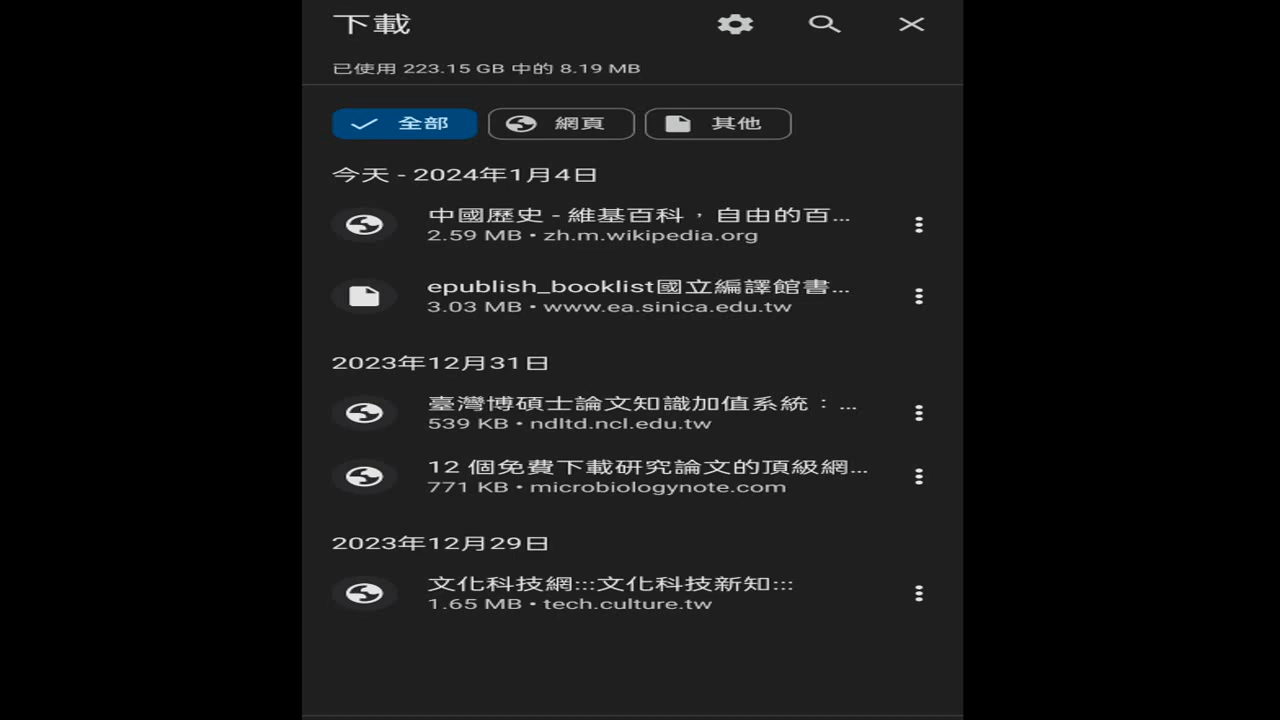 下載
已使用 223.15 GB 中的 8.19 MB
全部
網頁
其他
今天 - 2024年1月4日
中國歷史 - 維基百科，自由的百...
2.59 MB • zh.m.wikipedia.org
epublish_booklist國立編譯館書...
3.03 MB • www.ea.sinica.edu.tw
2023年12月31日
臺灣博碩士論文知識加值系統：...
539 KB • ndltd.ncl.edu.tw
12 個免費下載研究論文的頂級網...
771 KB • microbiologynote.com
2023年12月29日
文化科技網:::文化科技新知:::
1.65 MB • tech.culture.tw